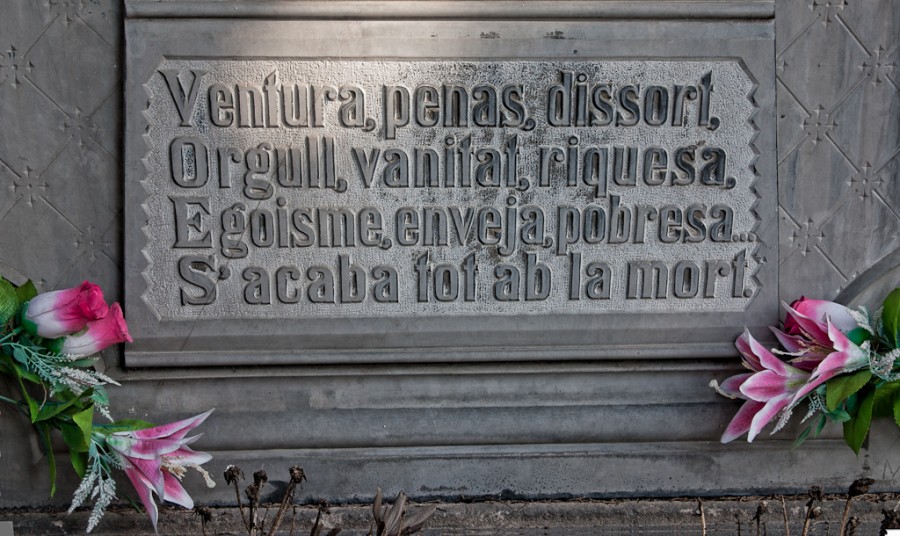 Ventura, penas, dissort,
Orgull, vanitat, riquesa,
Egoisme, enveja, pobresa...
S'acaba tot ab la mort.